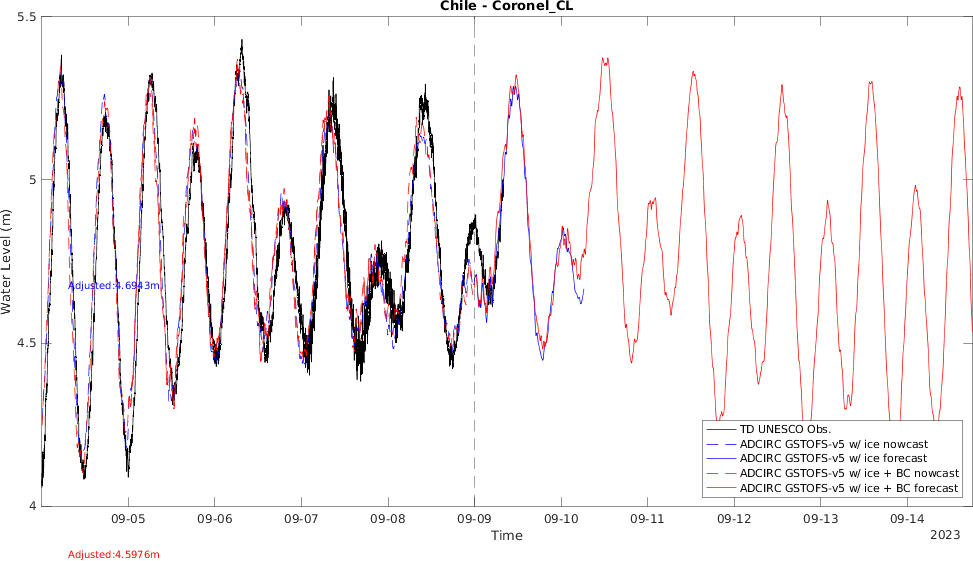 Chile - Coronel_CL
5.5
5
4.5
4
Water Level (m)
Adjusted:4.6943m
TD UNESCO Obs.
ADCIRC GSTOFS-v5 w/ ice nowcast
ADCIRC GSTOFS-v5 w/ ice forecast
ADCIRC GSTOFS-v5 w/ ice + BC nowcast
ADCIRC GSTOFS-v5 w/ ice + BC forecast
09-05 09-06 09-07 09-08 09-09 09-10 09-11 09-12 09-13 09-14
Time
2023
Adjusted:4.5976m